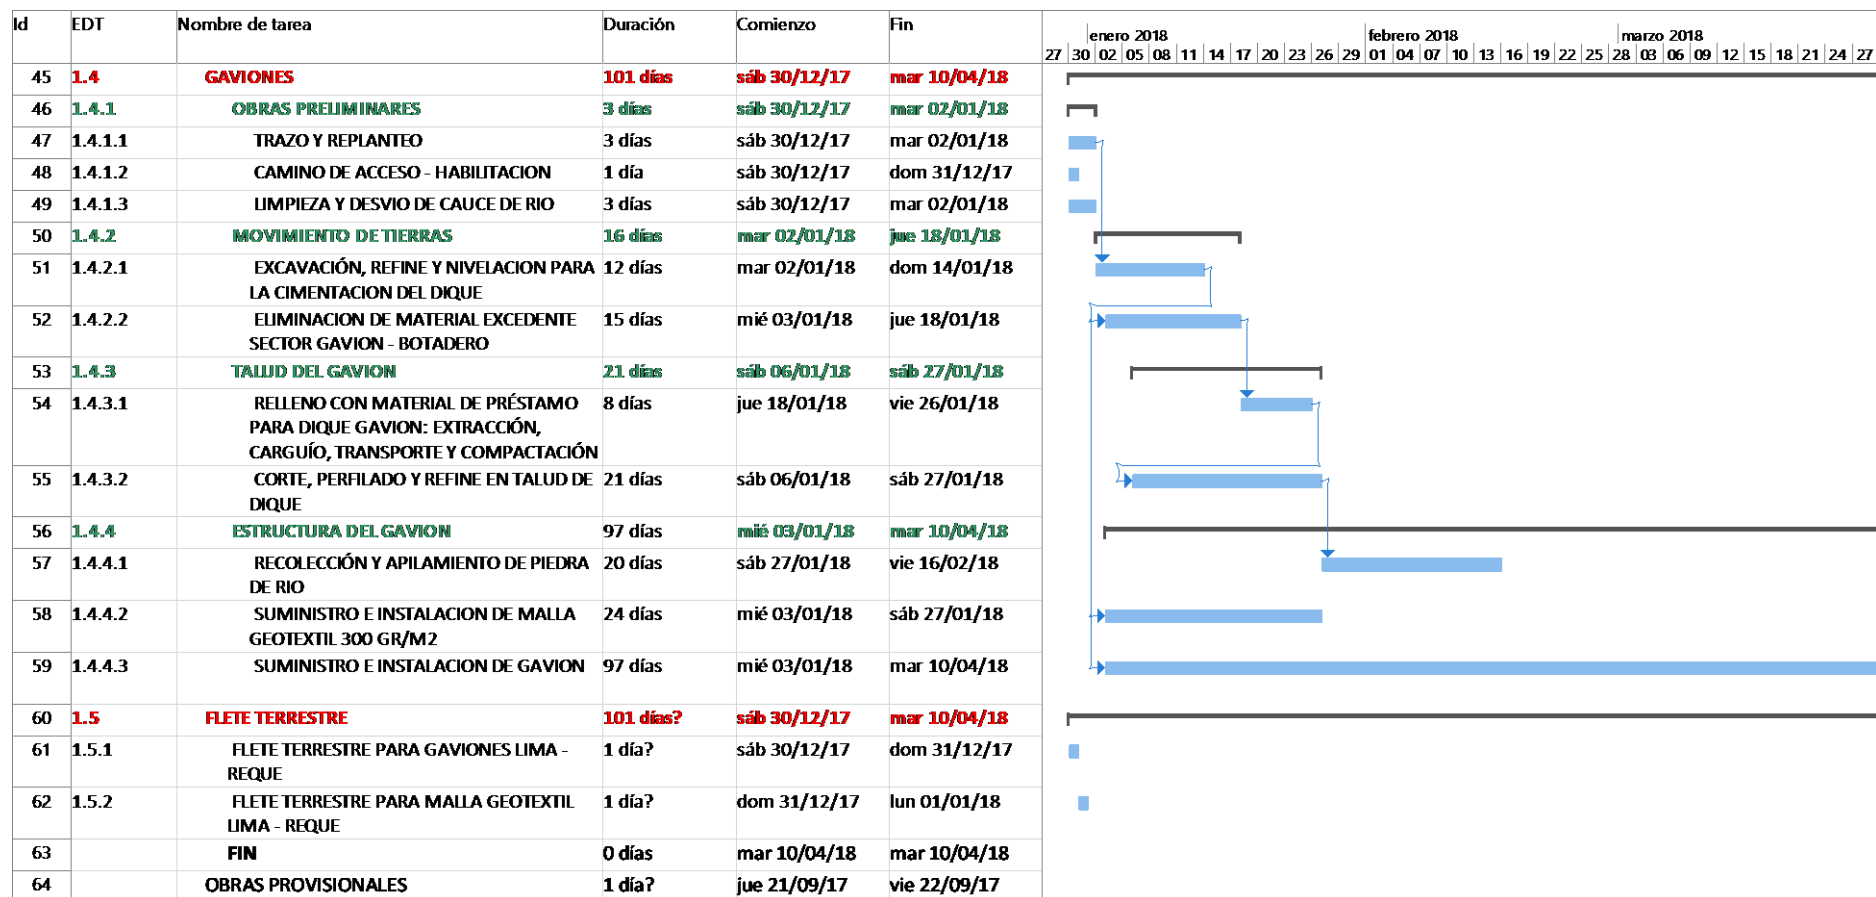 Id EDT Nombre de tarea Duración Comienzo Fin
enero 2018 febrero 2018 marzo 2018
27 30 02 05 08 11 14 17 20 23 26 29 01 04 07 10 13 16 19 22 25 28 03 06 09 12 15 18 21 24 27
45 1.4 GAVIONES 101 días sáb 30/12/17 mar 10/04/18
46 1.4.1 OBRAS PRELIMINARES 3 días sáb 30/12/17 mar 02/01/18
47 1.4.1.1 TRAZO Y REPLANTEO 3 días sáb 30/12/17 mar 02/01/18
48 1.4.1.2 CAMINO DE ACCESO - HABILITACION 1 día sáb 30/12/17 dom 31/12/17
49 1.4.1.3 LIMPIEZA Y DESVIO DE CAUCE DE RIO 3 días sáb 30/12/17 mar 02/01/18
50 1.4.2 MOVIMIENTO DE TIERRAS 16 días mar 02/01/18 jue 18/01/18
51 1.4.2.1 EXCAVACIÓN, REFINE Y NIVELACION PARA 12 días mar 02/01/18 dom 14/01/18
LA CIMENTACION DEL DIQUE
52 1.4.2.2 ELIMINACION DE MATERIAL EXCEDENTE 15 días mié 03/01/18 jue 18/01/18
SECTOR GAVION - BOTADERO
53 1.4.3 TALUD DEL GAVION 21 días sáb 06/01/18 sáb 27/01/18
54 1.4.3.1 RELLENO CON MATERIAL DE PRÉSTAMO 8 días jue 18/01/18 vie 26/01/18
PARA DIQUE GAVION: EXTRACCIÓN,
CARGUÍO, TRANSPORTE Y COMPACTACIÓN
55 1.4.3.2 CORTE, PERFILADO Y REFINE EN TALUD DE 21 días sáb 06/01/18 sáb 27/01/18
DIQUE
56 1.4.4 ESTRUCTURA DEL GAVION 97 días mié 03/01/18 mar 10/04/18
57 1.4.4.1 RECOLECCIÓN Y APILAMIENTO DE PIEDRA 20 días sáb 27/01/18 vie 16/02/18
DE RIO
58 1.4.4.2 SUMINISTRO E INSTALACION DE MALLA 24 días mié 03/01/18 sáb 27/01/18
GEOTEXTIL 300 GR/M2
59 1.4.4.3 SUMINISTRO E INSTALACION DE GAVION 97 días mié 03/01/18 mar 10/04/18
60 1.5 FLETE TERRESTRE 101 días? sáb 30/12/17 mar 10/04/18
61 1.5.1 FLETE TERRESTRE PARA GAVIONES LIMA - 1 día? sáb 30/12/17 dom 31/12/17
REQUE
62 1.5.2 FLETE TERRESTRE PARA MALLA GEOTEXTIL 1 día? dom 31/12/17 lun 01/01/18
LIMA - REQUE
63 FIN 0 días mar 10/04/18 mar 10/04/18
64 OBRAS PROVISIONALES 1 día? jue 21/09/17 vie 22/09/17